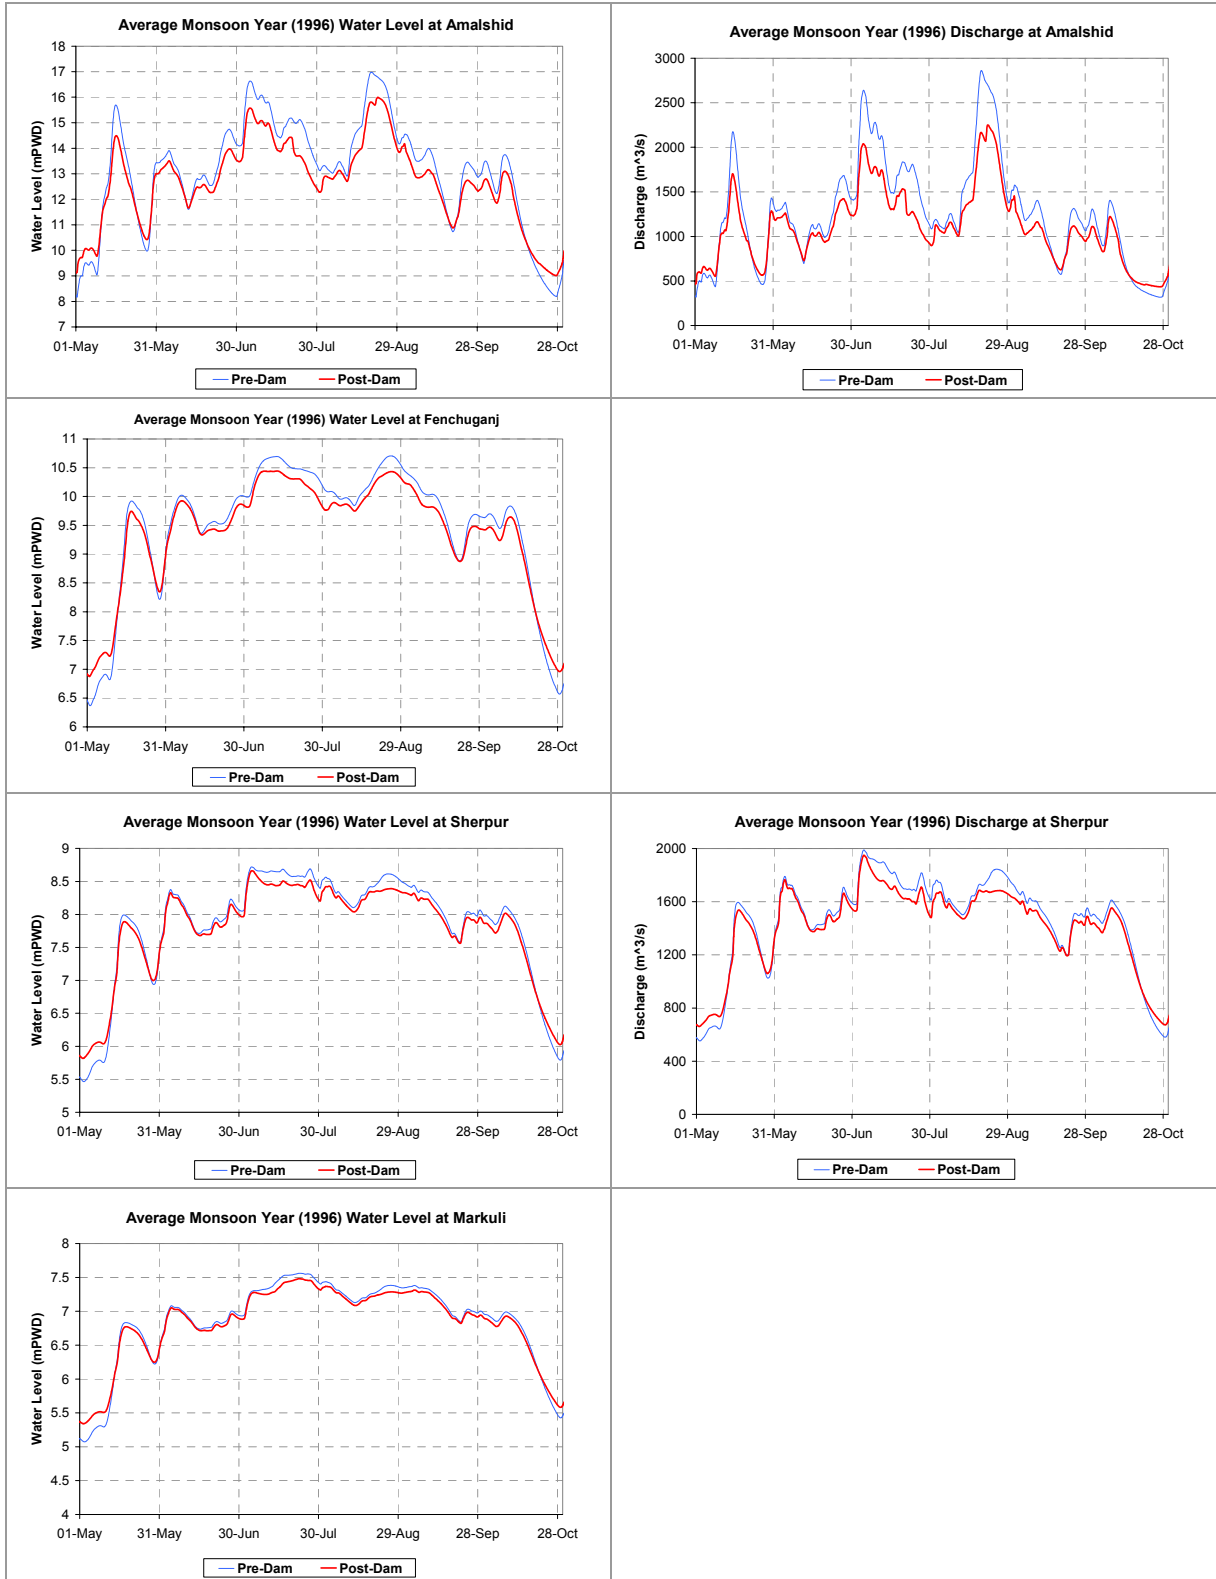 Average Monsoon Year (1996) Water Level at Amalshid
Water Level (mPWD)
18
17
16
15
14
13
12
11
10
9
8
7
01-May 31-May 30-Jun 30-Jul 29-Aug 28-Sep 28-Oct
Pre-Dam Post-Dam
Average Monsoon Year (1996) Discharge at Amalshid
Discharge (m^3/s)
3000
2500
2000
1500
1000
500
0
01-May 31-May 30-Jun 30-Jul 29-Aug 28-Sep 28-Oct
Pre-Dam Post-Dam
Average Monsoon Year (1996) Water Level at Fenchuganj
Water Level (mPWD)
11
10.5
10
9.5
9
8.5
8
7.5
7
6.5
6
01-May 31-May 30-Jun 30-Jul 29-Aug 28-Sep 28-Oct
Pre-Dam Post-Dam
Average Monsoon Year (1996) Water Level at Sherpur
Water Level (mPWD)
9
8.5
8
7.5
7
6.5
6
5.5
5
01-May 31-May 30-Jun 30-Jul 29-Aug 28-Sep 28-Oct
Pre-Dam Post-Dam
Average Monsoon Year (1996) Discharge at Sherpur
Discharge (m^3/s)
2000
1600
1200
800
400
0
01-May 31-May 30-Jun 30-Jul 29-Aug 28-Sep 28-Oct
Pre-Dam Post-Dam
Average Monsoon Year (1996) Water Level at Markuli
Water Level (mPWD)
8
7.5
7
6.5
6
5.5
5
4.5
4
01-May 31-May 30-Jun 30-Jul 29-Aug 28-Sep 28-Oct
Pre-Dam Post-Dam